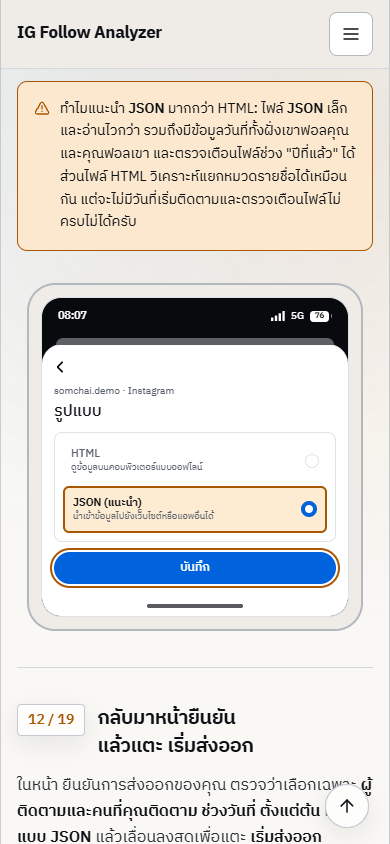 IG Follow Analyzer
ทำไมแนะนำ JSON มากกว่า HTML: ไฟล์ JSON เล็ก
และอ่านไวกว่า รวมถึงมีข้อมูลวันที่ทั้งฝั่งเขาฟอลคุณ
และคุณฟอลเขา และตรวจเตือนไฟล์ช่วง "ปีที่แล้ว" ได้
ส่วนไฟล์ HTML วิเคราะห์แยกหมวดรายชื่อได้เหมือน
กัน แต่จะไม่มีวันที่เริ่มติดตามและตรวจเตือนไฟล์ไม่
ครบไม่ได้ครับ
08:07 5G 76
somchai.demo · Instagram
รูปแบบ
HTML
ดูข้อมูลบนคอมพิวเตอร์แบบออฟไลน์
JSON (แนะนำ)
นำเข้าข้อมูลไปยังเว็บไซต์หรือแอพอื่นได้
บันทึก
12 / 19 กลับมาหน้ายืนยัน
แล้วแตะ เริ่มส่งออก
ในหน้า ยืนยันการส่งออกของคุณ ตรวจว่าเลือกเฉพาะ ผู้
ติดตามและคนที่คุณติดตาม ช่วงวันที่ ตั้งแต่ต้น
แบบ JSON แล้วเลื่อนลงสุดเพื่อแตะ เริ่มส่งออก